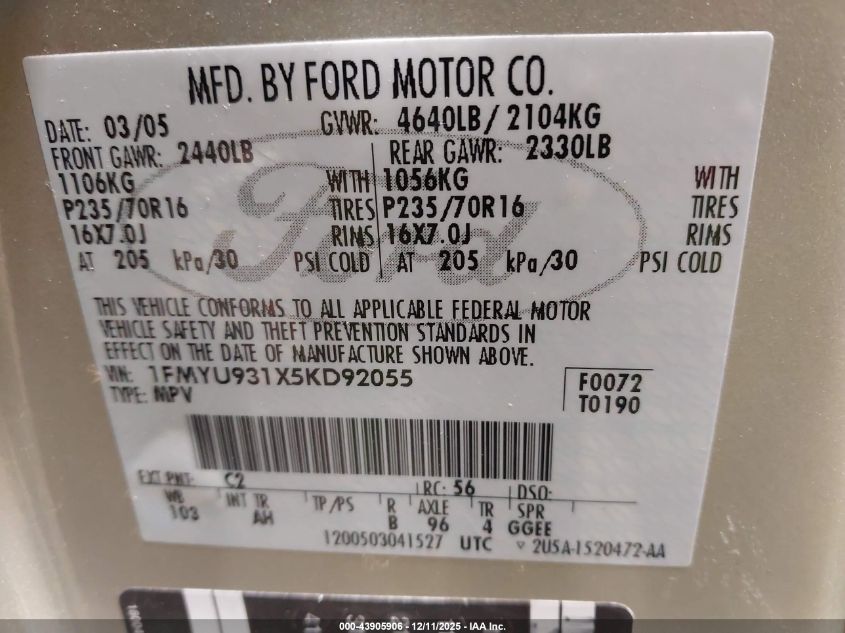 MFD. BY FORD MOTOR CO.
DATE: 03/05 GVWR: 4640LB/ 2104KG
FRONT GAWR: 2440LB REAR GAWR: 2330LB
1106KG WITH 1056KG WITH
P235/70R16 TIRES P235/70R16 TIRES
16X7.0J RIMS 16X7.0J RIMS
AT 205 kPa/30 PSI COLD AT 205 kPa/30 PSI COLD
Ford
THIS VEHICLE CONFORMS TO ALL APPLICABLE FEDERAL MOTOR
VEHICLE SAFETY AND THEFT PREVENTION STANDARDS IN
EFFECT ON THE DATE OF MANUFACTURE SHOWN ABOVE.
VIN: 1FMYU931X5KD92055
TYPE: MPV
F0072
T0190
EXT PNT: C2 RC: 56 DSO:
WB INT TR TP/PS R AXLE TR SPR
103 AH B 96 4 GGEE
1200503041527 UTC ▽ 2U5A-1520472-AA
000-43905906 - 12/11/2025 - IAA Inc.